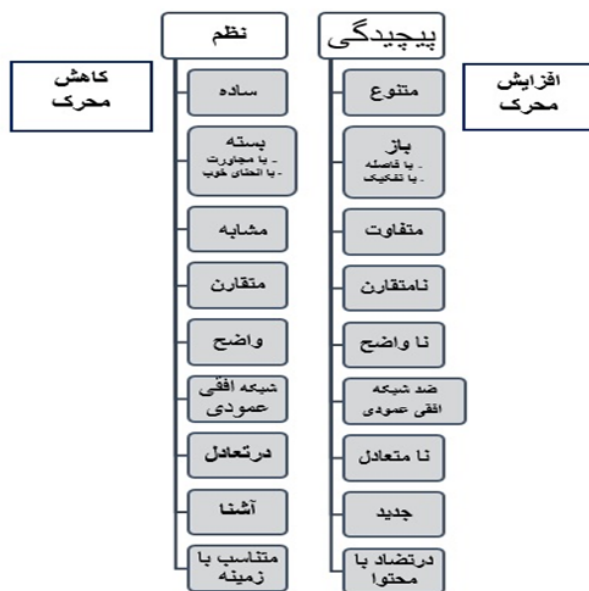 پیچیدگی
نظم
افزایش
محرک
کاهش
محرک
متنوع
ساده
باز
- با فاصله
- با تفکیک
بسته
- با مجاورت
- با انحنای خوب
متفاوت
مشابه
نامتقارن
متقارن
نا واضح
واضح
ضد شبکه
افقی عمودی
شبکه افقی
عمودی
نا متعادل
درتعادل
جدید
آشنا
درتضاد با
محتوا
متناسب با
زمینه